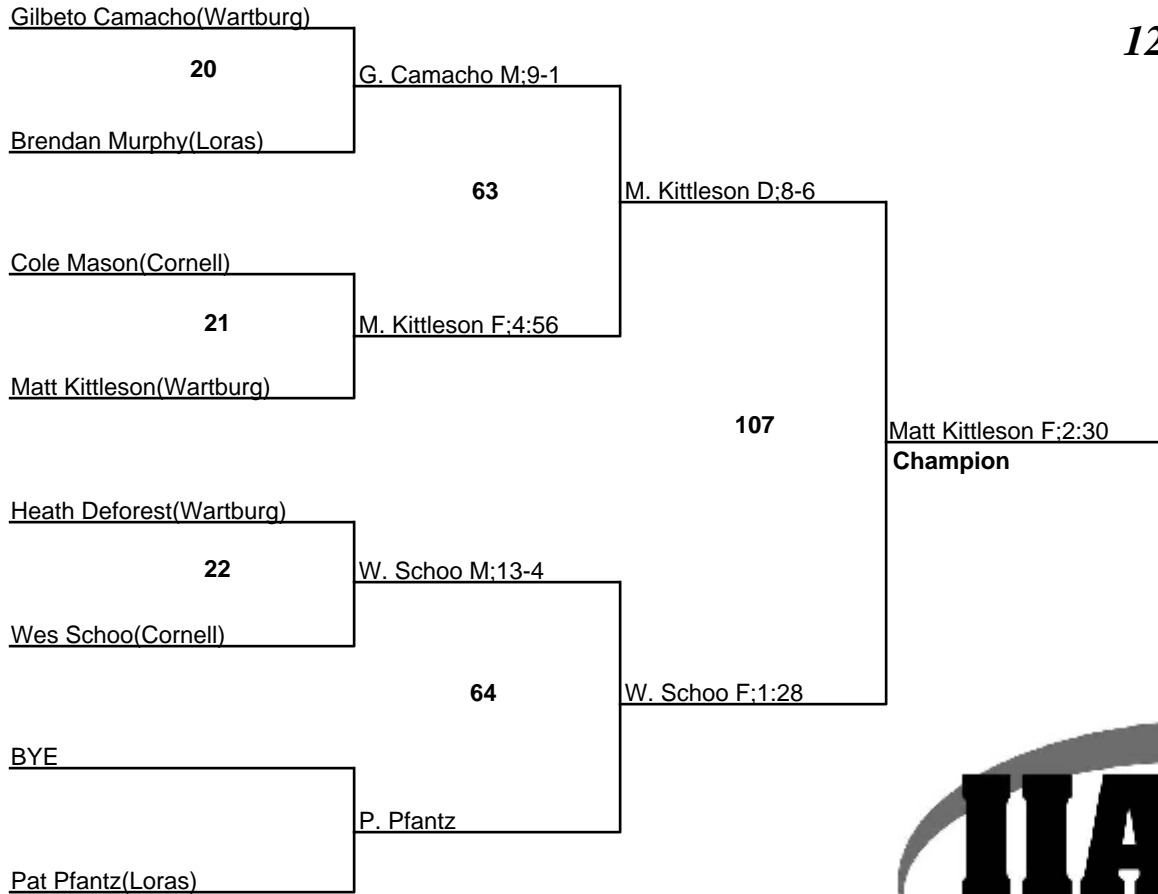 Gilbeto Camacho(Wartburg)
12
20
G. Camacho M;9-1
Brendan Murphy(Loras)
63
M. Kittleson D;8-6
Cole Mason(Cornell)
21
M. Kittleson F;4:56
Matt Kittleson(Wartburg)
107
Matt Kittleson F;2:30
Champion
Heath Deforest(Wartburg)
22
W. Schoo M;13-4
Wes Schoo(Cornell)
64
W. Schoo F;1:28
BYE
P. Pfantz
Pat Pfantz(Loras)
IIA